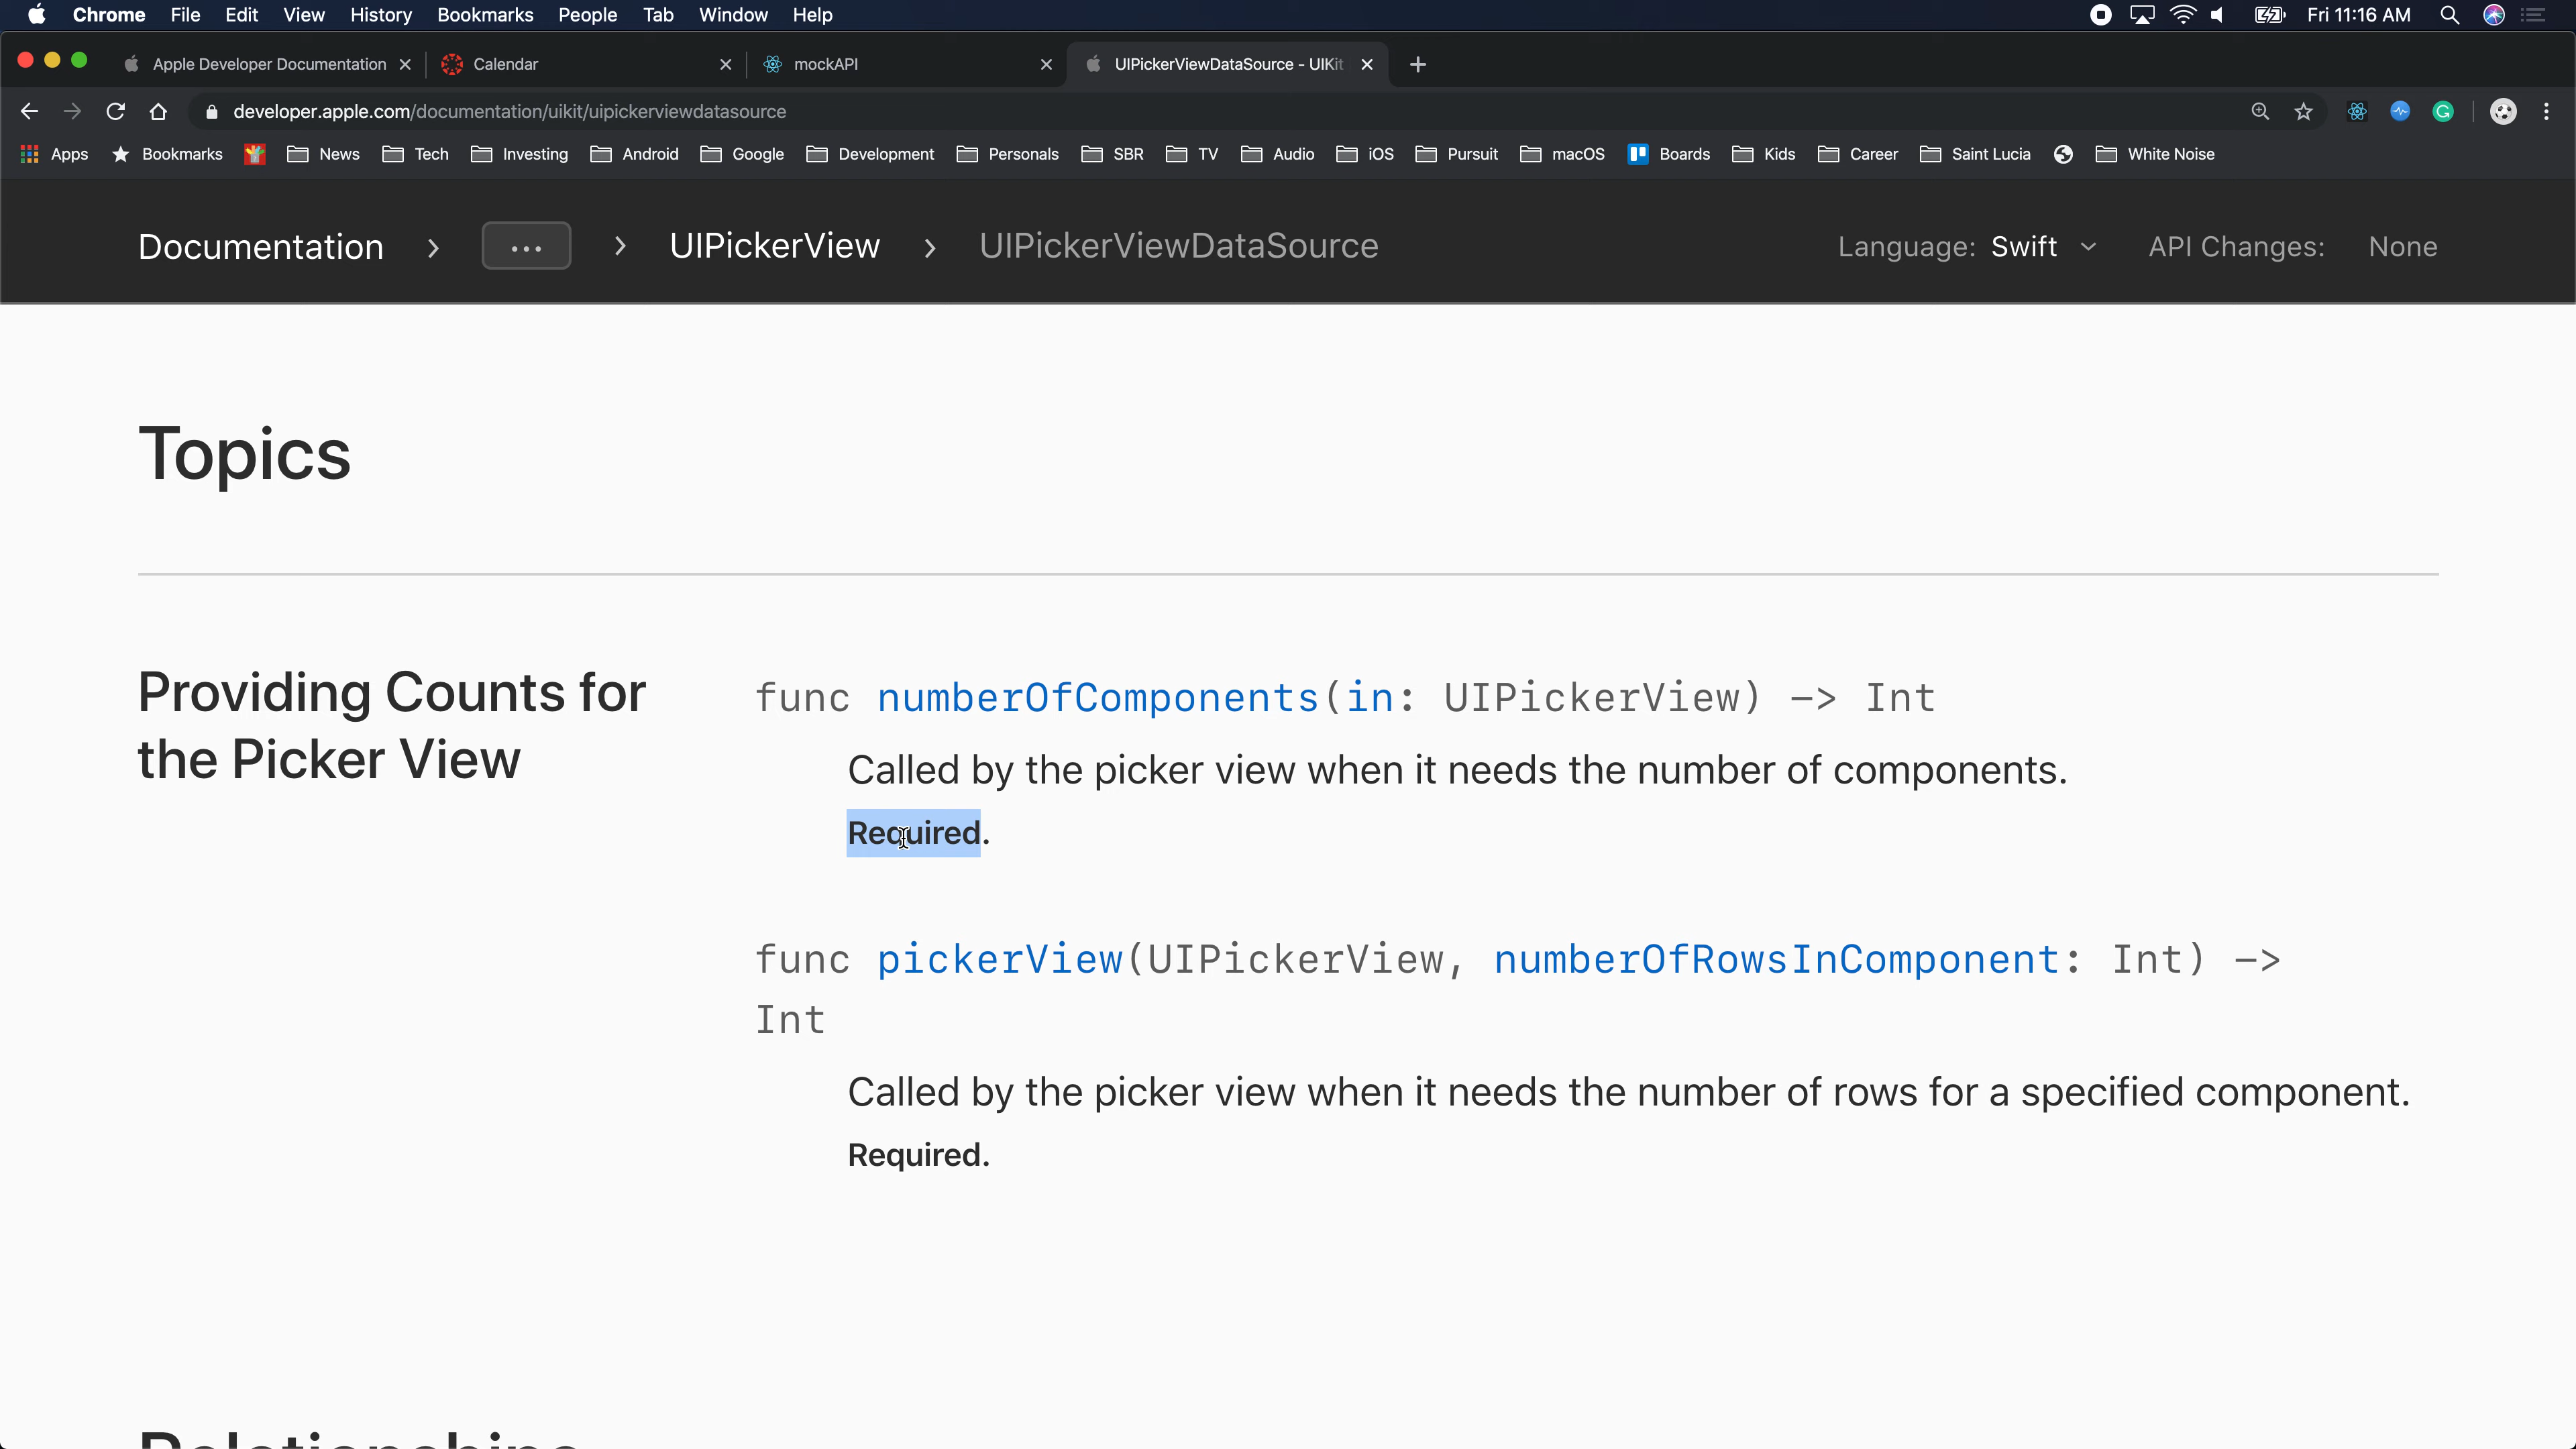 Chrome File Edit View History Bookmarks People Tab Window Help Fri 11:16 AM
Apple Developer Documentation Calendar mockAPI UIPickerViewDataSource - UIKit
developer.apple.com/documentation/uikit/uipickerviewdatasource
Apps Bookmarks News Tech Investing Android Google Development Personals SBR TV Audio iOS Pursuit macOS Boards Kids Career Saint Lucia White Noise
Documentation > ... > UIPickerView > UIPickerViewDataSource Language: Swift API Changes: None
Topics
Providing Counts for
the Picker View
func numberOfComponents(in: UIPickerView) -> Int
Called by the picker view when it needs the number of components.
Required.
func pickerView(UIPickerView, numberOfRowsInComponent: Int) ->
Int
Called by the picker view when it needs the number of rows for a specified component.
Required.
Relationships